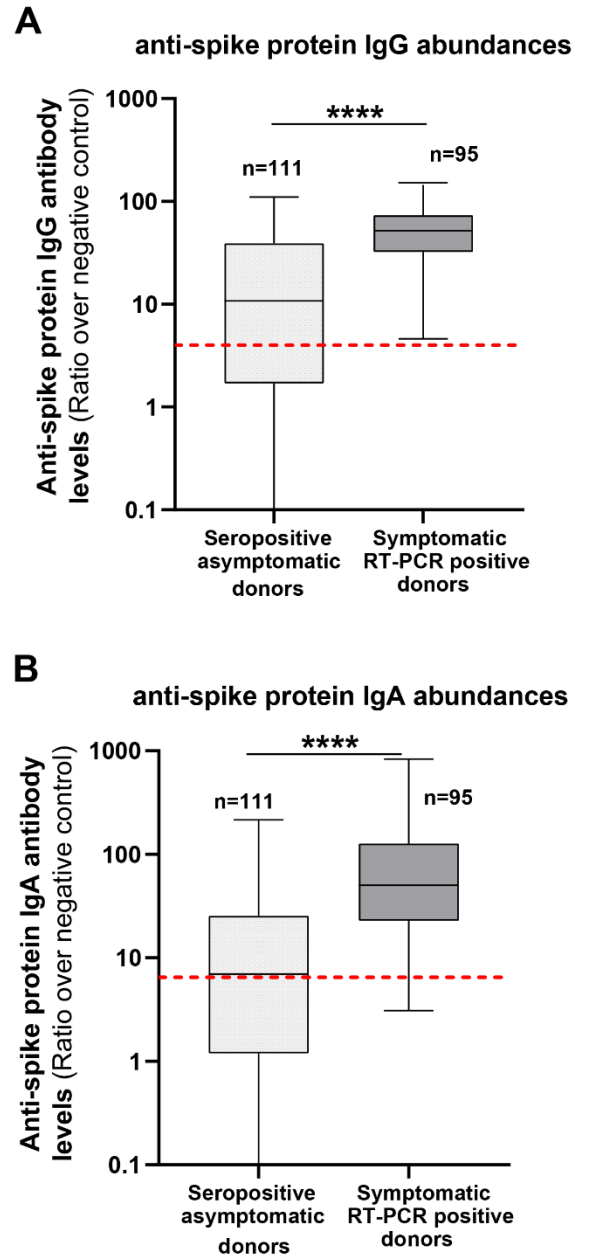 A
anti-spike protein IgG abundances
Anti-spike protein IgG antibody
levels (Ratio over negative control)
1000
100
10
1
0.1
****
n=111
n=95
Seropositive
asymptomatic
donors
Symptomatic
RT-PCR positive
donors
B
anti-spike protein IgA abundances
Anti-spike protein IgA antibody
levels (Ratio over negative control)
1000
100
10
1
0.1
****
n=111
n=95
Seropositive
asymptomatic
donors
Symptomatic
RT-PCR positive
donors